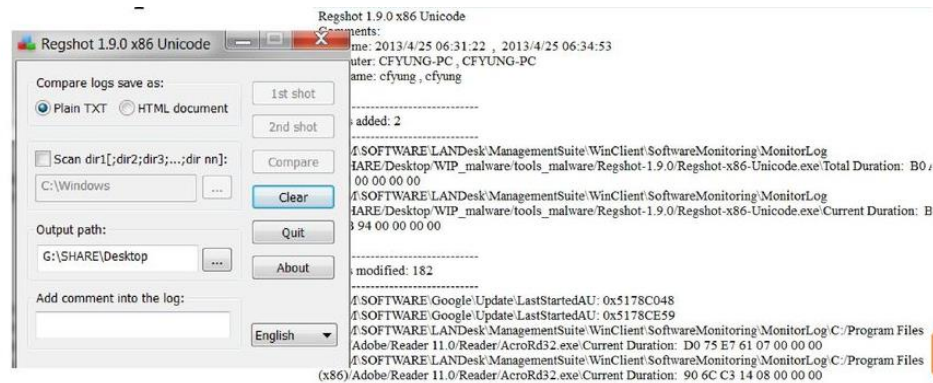 Regshot 1.9.0 x86 Unicode
Compare logs save as:
Plain TXT
HTML document
1st shot
2nd shot
Scan dir1[;dir2;dir3;...;dir nn]:
Compare
C:\Windows
...
Clear
Output path:
Quit
G:\SHARE\Desktop
...
About
Add comment into the log:
English
Regshot 1.9.0 x86 Unicode
me: 2013/4/25 06:31:22 , 2013/4/25 06:34:53
uter: CFYUNG-PC , CFYUNG-PC
ame: cfyung , cfyung
----------------------------------
s added: 2
----------------------------------
\SOFTWARE\LANDesk\ManagementSuite\WinClient\SoftwareMonitoring\MonitorLog
HARE/Desktop/WIP_malware/tools_malware/Regshot-1.9.0/Regshot-x86-Unicode.exe\Total Duration: B0
00 00 00 00
\SOFTWARE\LANDesk\ManagementSuite\WinClient\SoftwareMonitoring\MonitorLog
HARE/Desktop/WIP_malware/tools_malware/Regshot-1.9.0/Regshot-x86-Unicode.exe\Current Duration: B
94 00 00 00 00
----------------------------------
modified: 182
----------------------------------
\SOFTWARE\Google\Update\LastStartedAU: 0x5178C048
\SOFTWARE\Google\Update\LastStartedAU: 0x5178CE59
\SOFTWARE\LANDesk\ManagementSuite\WinClient\SoftwareMonitoring\MonitorLog\C:/Program Files
/Adobe/Reader 11.0/Reader/AcroRd32.exe\Current Duration: D0 75 E7 61 07 00 00 00
\SOFTWARE\LANDesk\ManagementSuite\WinClient\SoftwareMonitoring\MonitorLog\C:/Program Files
(x86)/Adobe/Reader 11.0/Reader/AcroRd32.exe\Current Duration: 90 6C C3 14 08 00 00 00